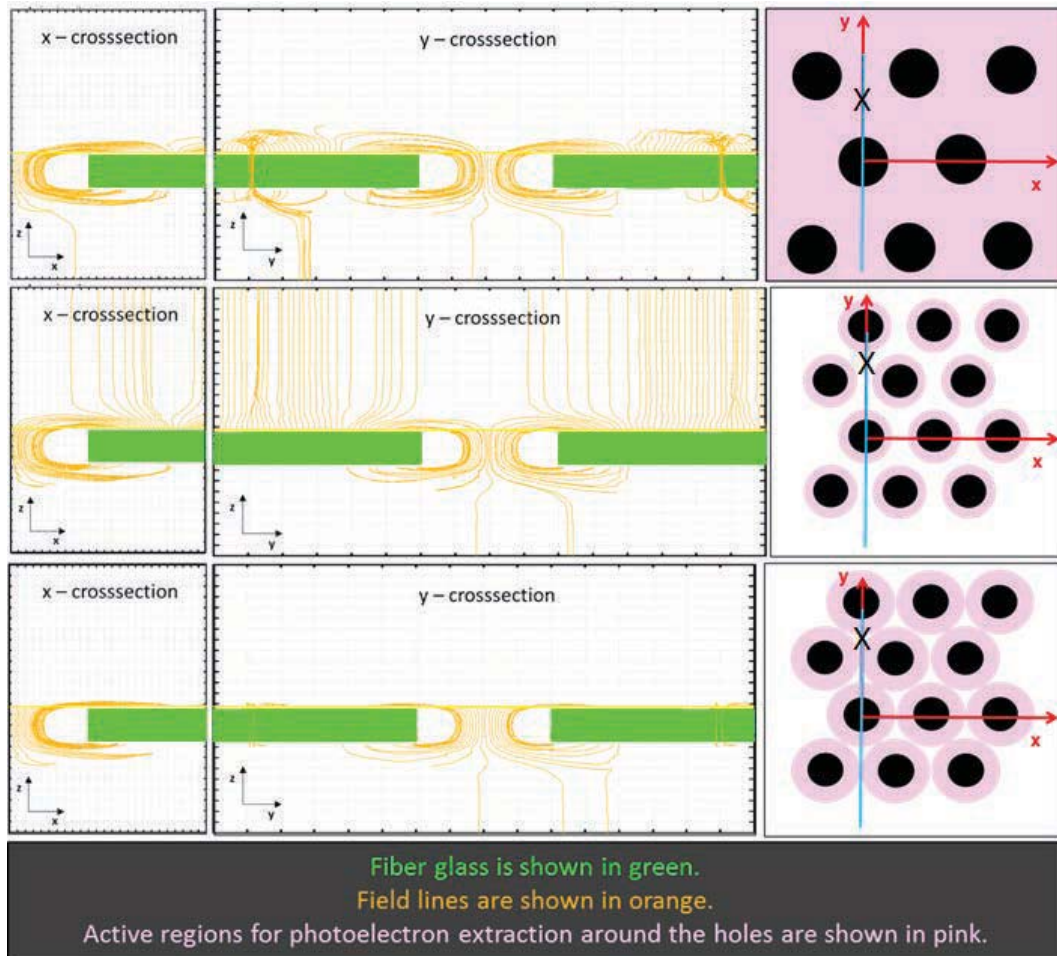 x – crosssection
y – crosssection
y
X
x
z
x
z
y
x – crosssection
y – crosssection
y
X
x
z
x
z
y
x – crosssection
y – crosssection
y
X
x
z
x
z
y
Fiber glass is shown in green.
Field lines are shown in orange.
Active regions for photoelectron extraction around the holes are shown in pink.